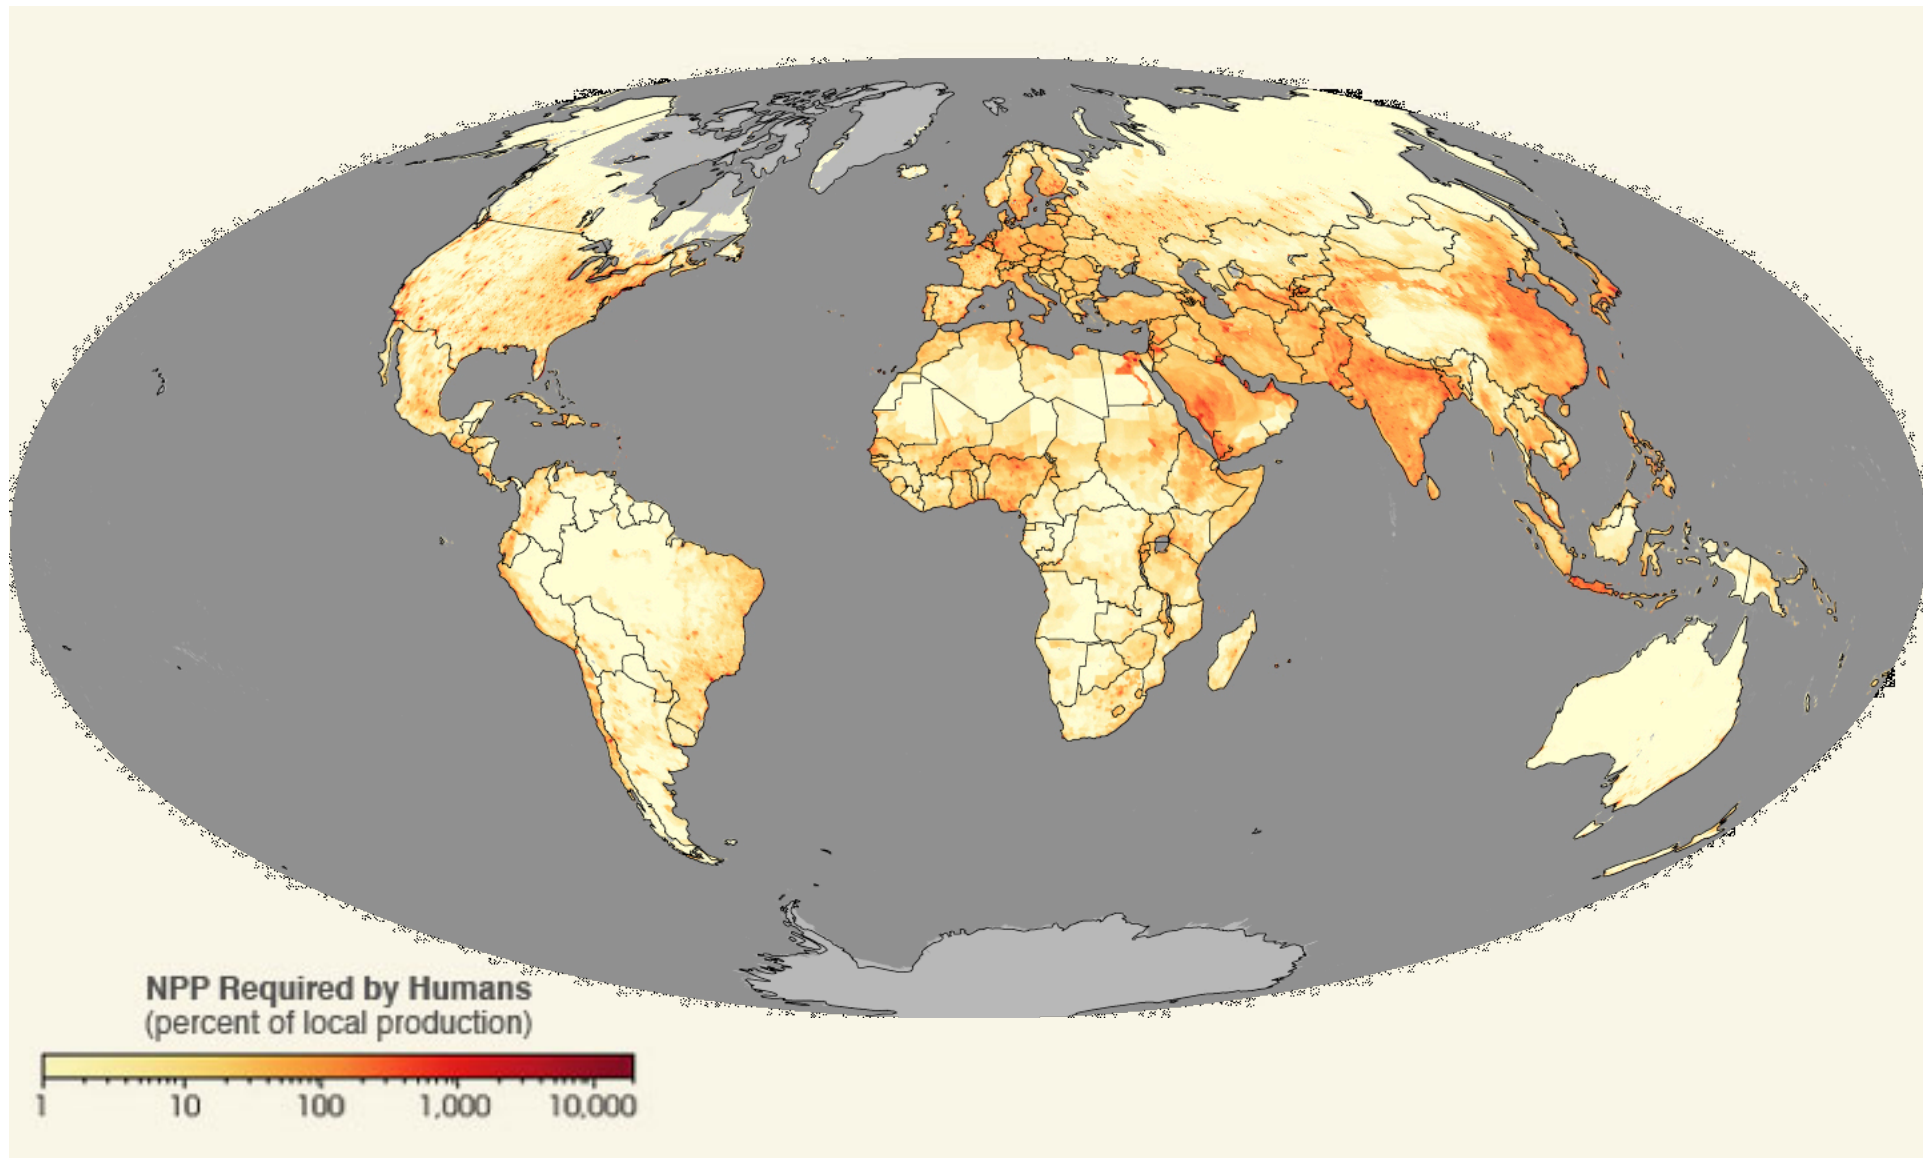 NPP Required by Humans
(percent of local production)
1 10 100 1,000 10,000